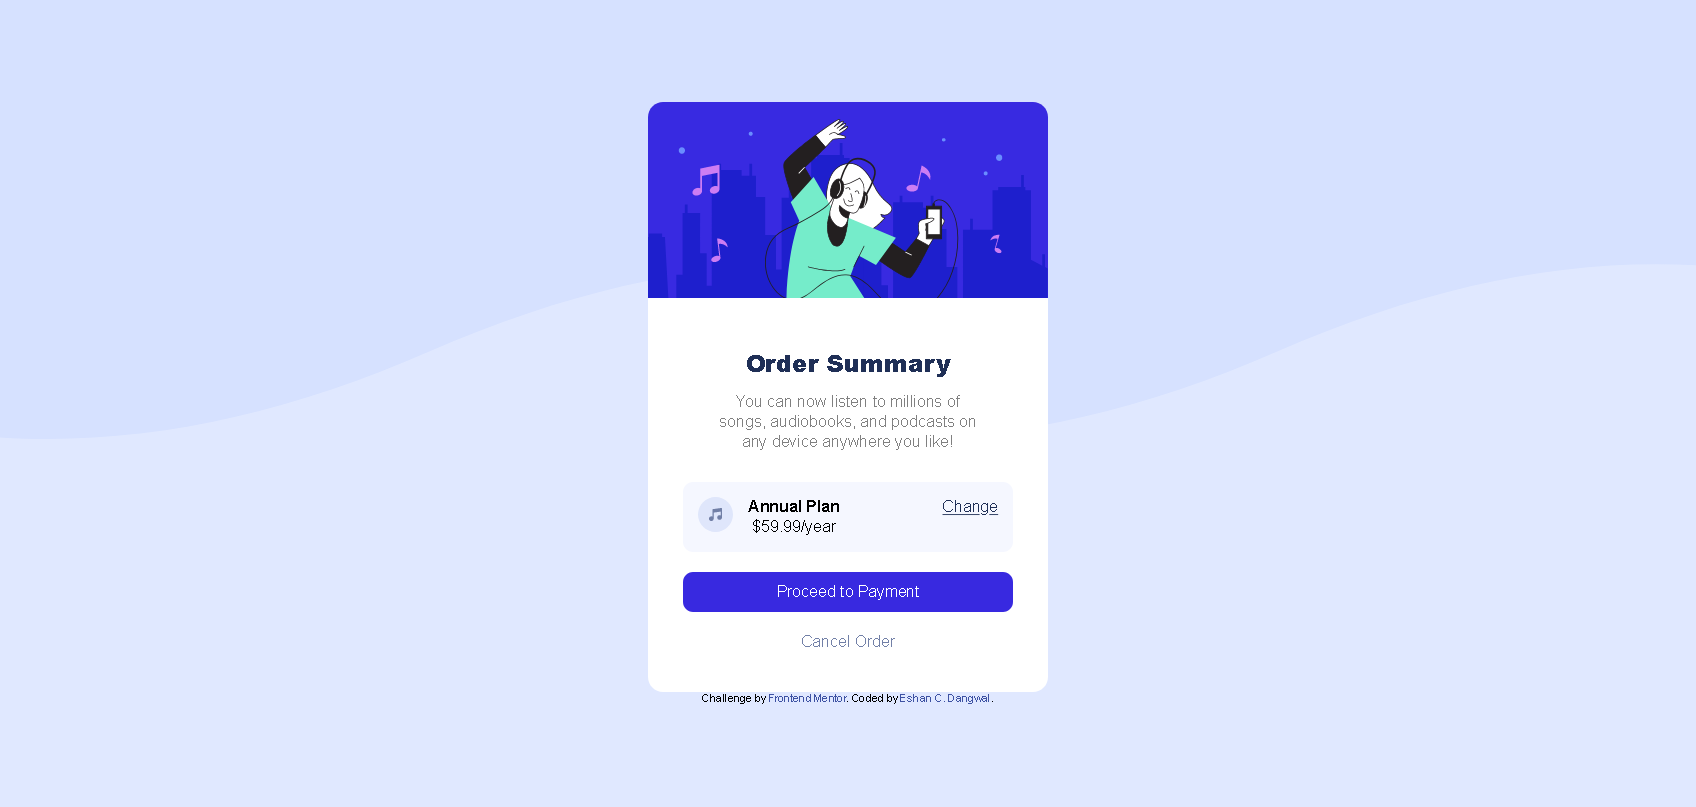 Order Summary
You can now listen to millions of
songs, audiobooks, and podcasts on
any device anywhere you like!
Annual Plan
Change
$59.99/year
Proceed to Payment
Cancel Order
Challenge by Frontend Mentor. Coded by Eshan C. Dangwal.